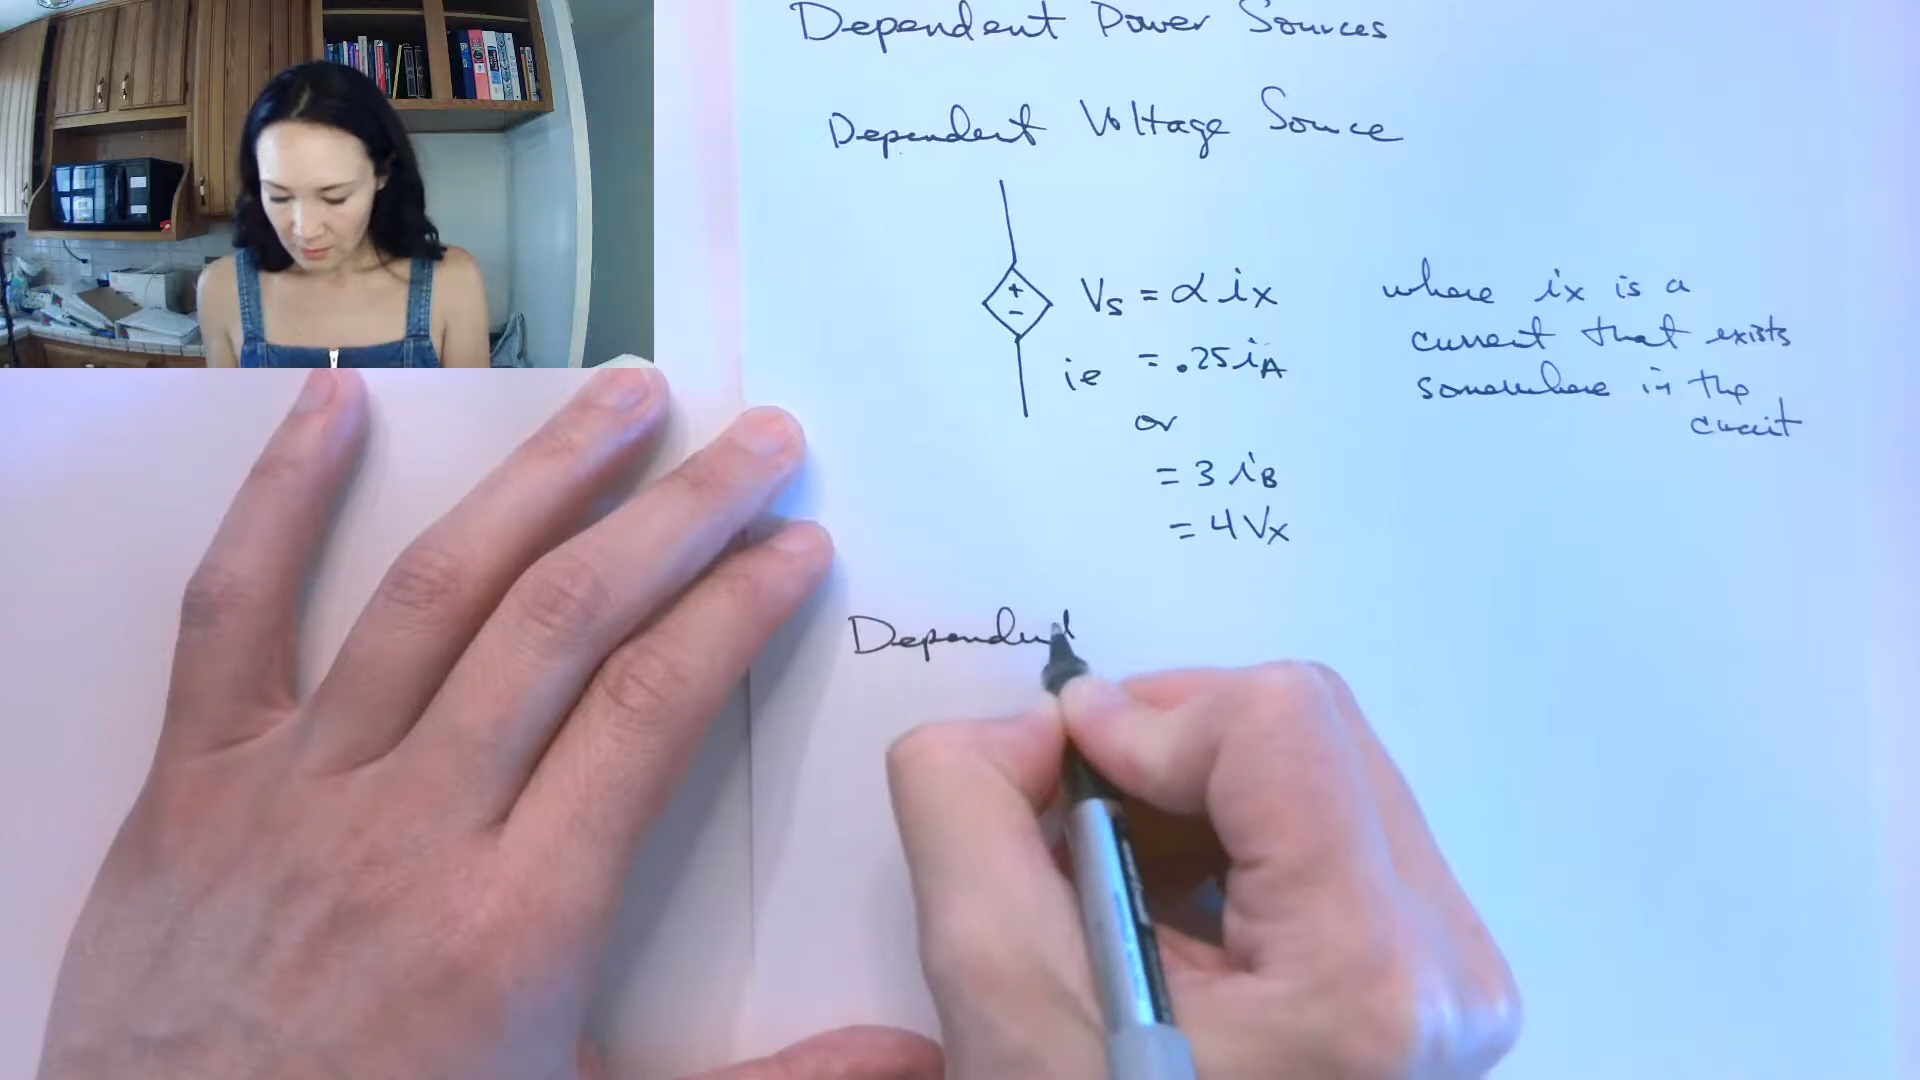 Dependent Power Sources
Dependent Voltage Source
+
-
Vs = α ix
ie = .25 iA
or
= 3 iB
= 4 Vx
where ix is a
current that exists
somewhere in the
circuit
Dependent